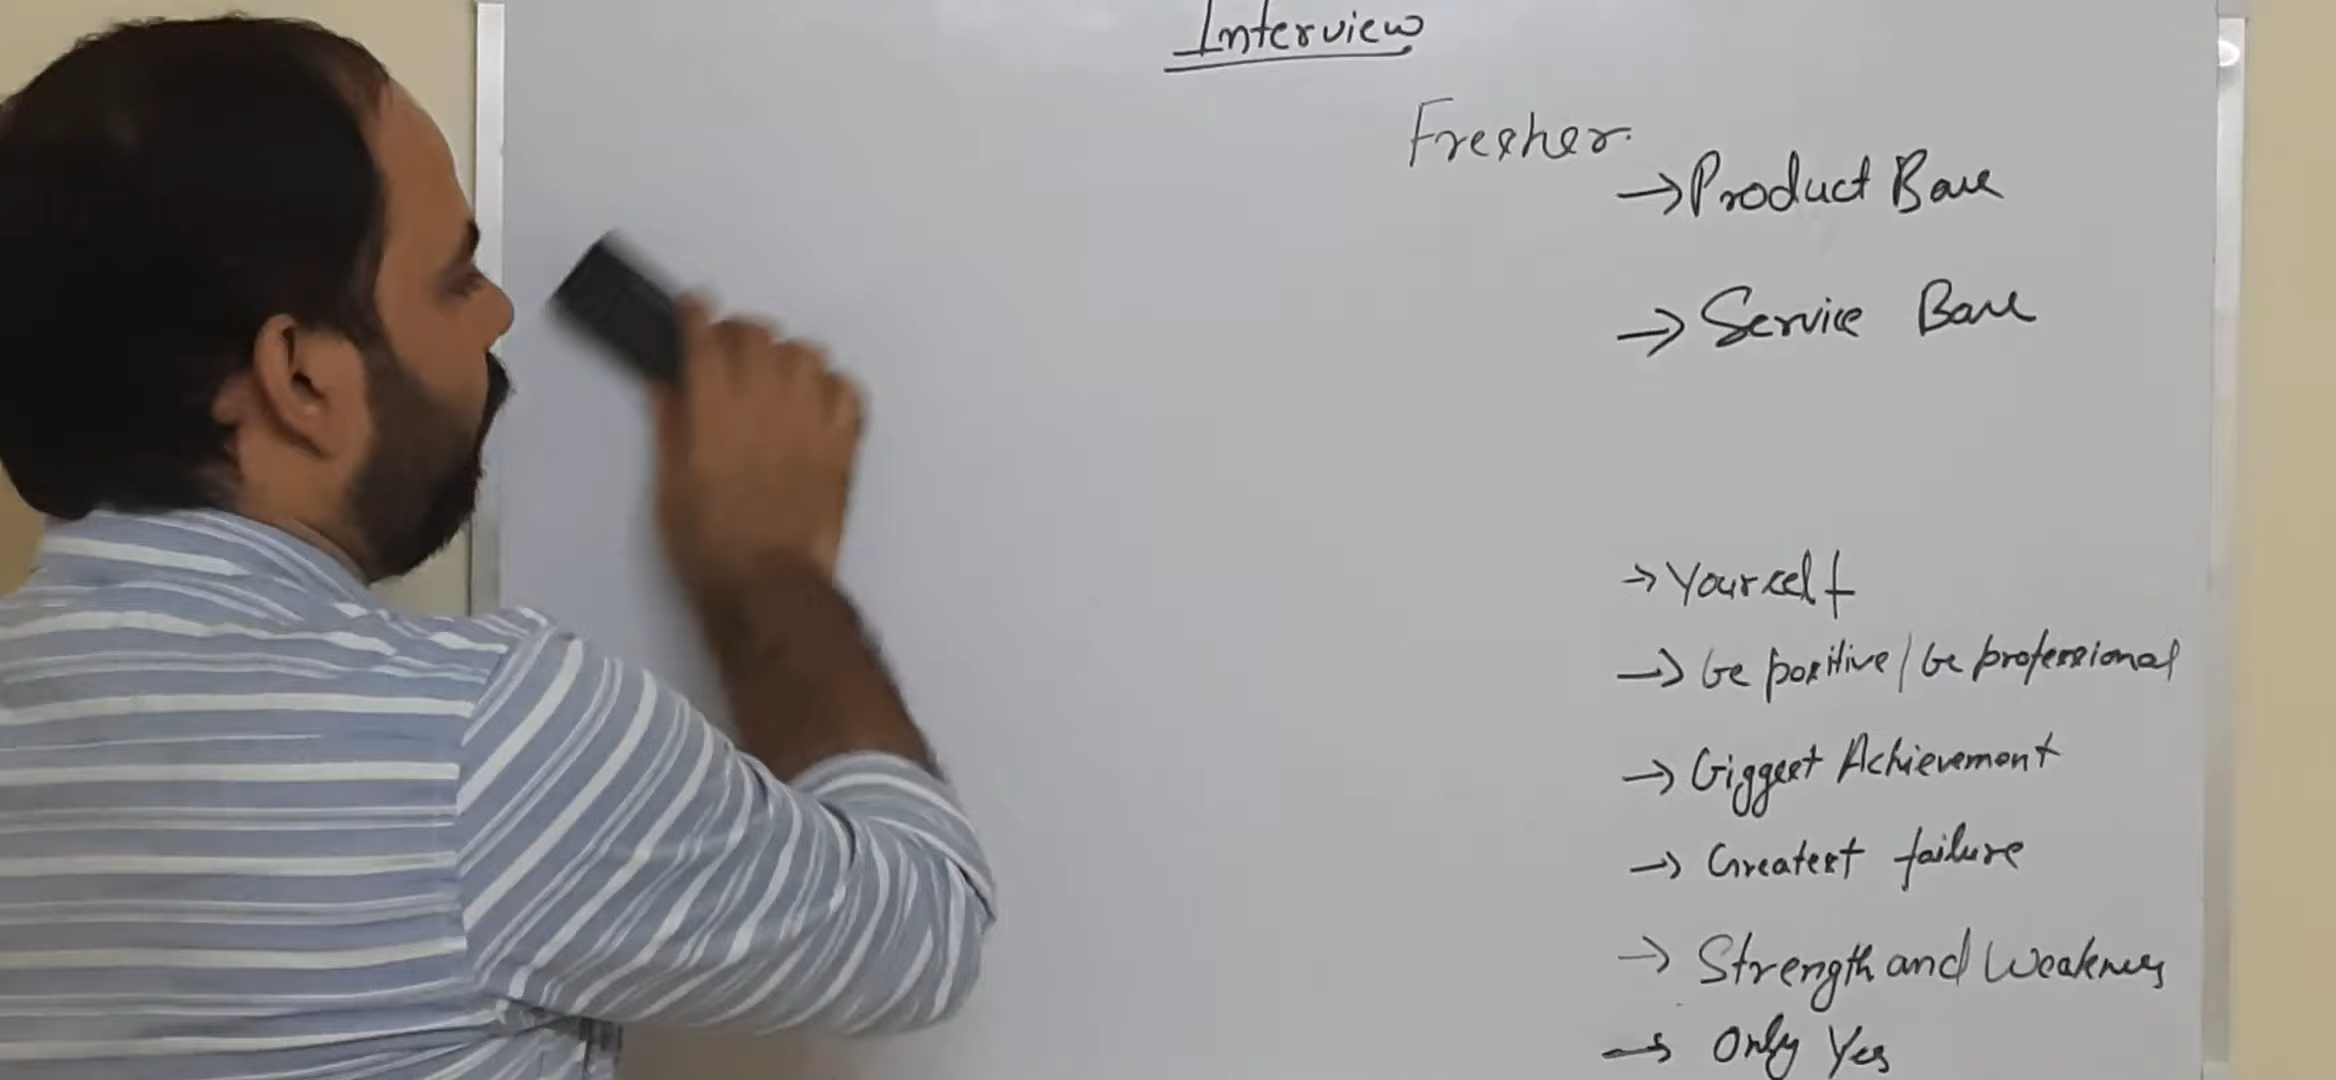 Interview
Fresher.
→ Product Base
→ Service Base
→ Yourself
→ be positive / be professional
→ Biggest Achievement
→ Greatest failure
→ Strength and Weakness
→ Only Yes